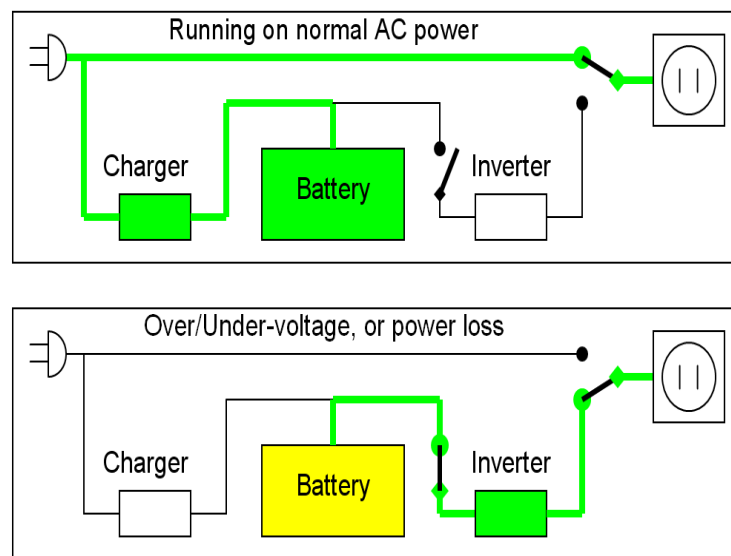 Running on normal AC power
Charger
Battery
Inverter
Over/Under-voltage, or power loss
Charger
Battery
Inverter